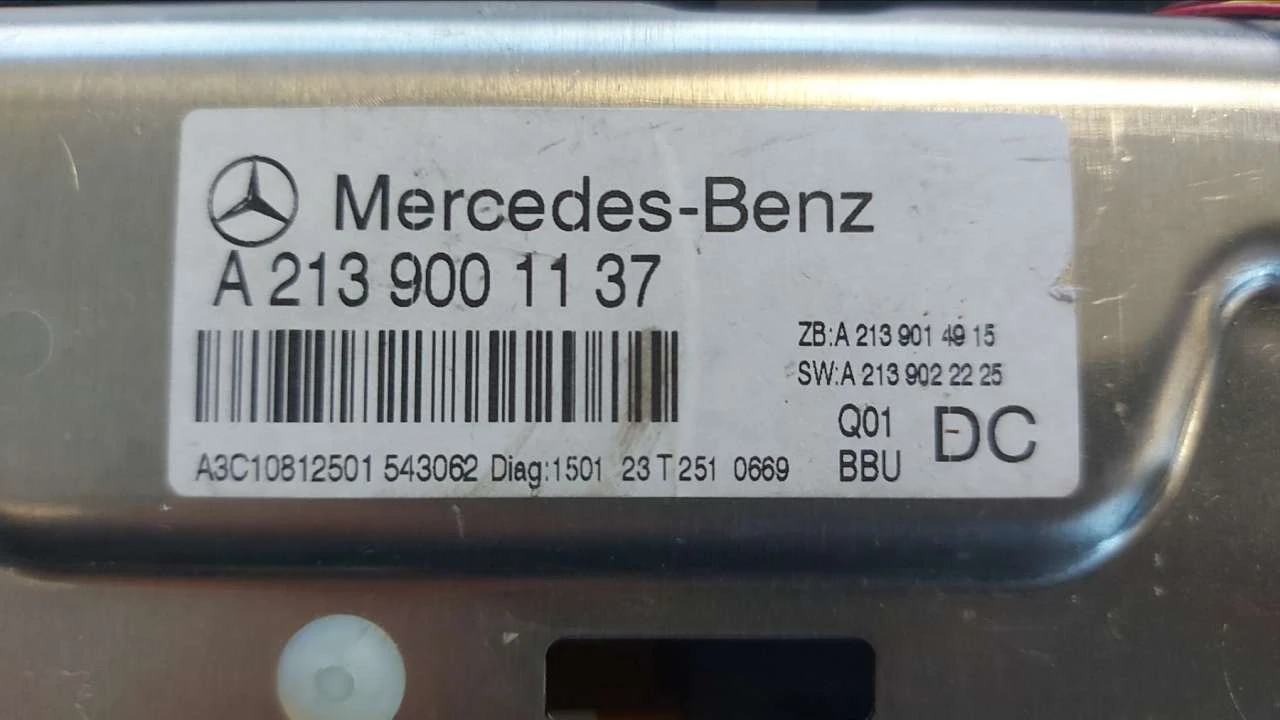 Mercedes-Benz
A 213 900 11 37
ZB:A 213 901 49 15
SW:A 213 902 22 25
Q01
BBU
DC
A3C10812501 543062 Diag:1501 23 T 251 0669